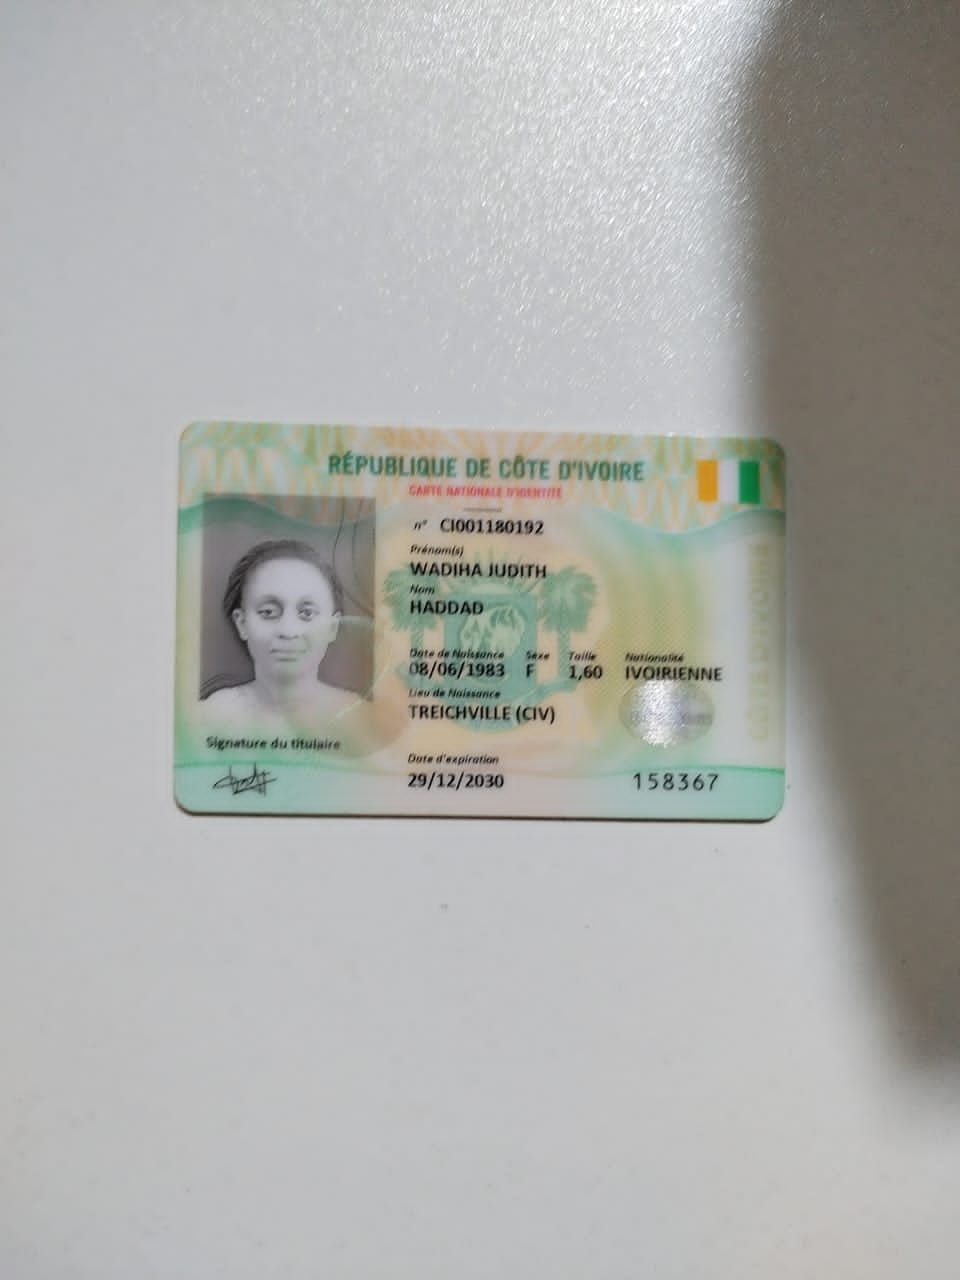 RÉPUBLIQUE DE CÔTE D'IVOIRE
CARTE NATIONALE D'IDENTITÉ
n° CI001180192
Prénom(s)
WADIHA JUDITH
Nom
HADDAD
Date de Naissance Sexe Taille Nationalité
08/06/1983 F 1,60 IVOIRIENNE
Lieu de Naissance
TREICHVILLE (CIV)
Signature du titulaire
Date d'expiration
29/12/2030
158367
CÔTE D'IVOIRE